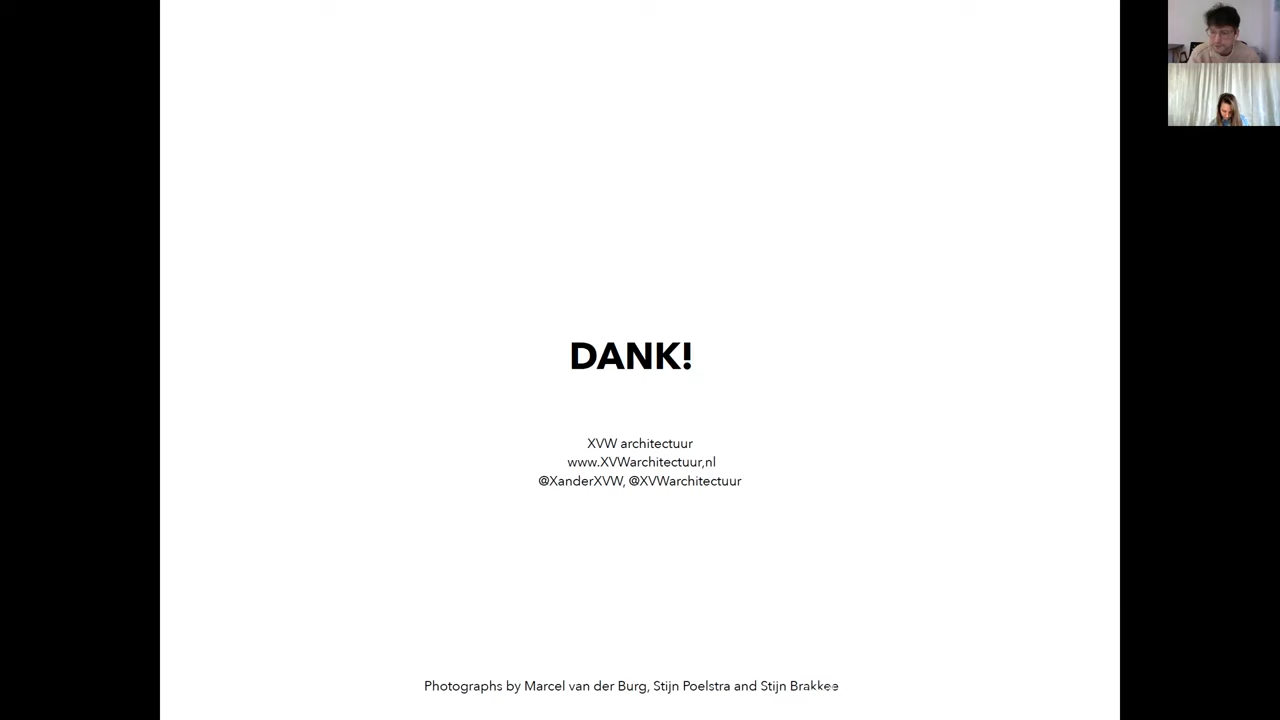 DANK!
XVW architectuur
www.XVWarchitectuur,nl
@XanderXVW, @XVWarchitectuur
Photographs by Marcel van der Burg, Stijn Poelstra and Stijn Brakkee